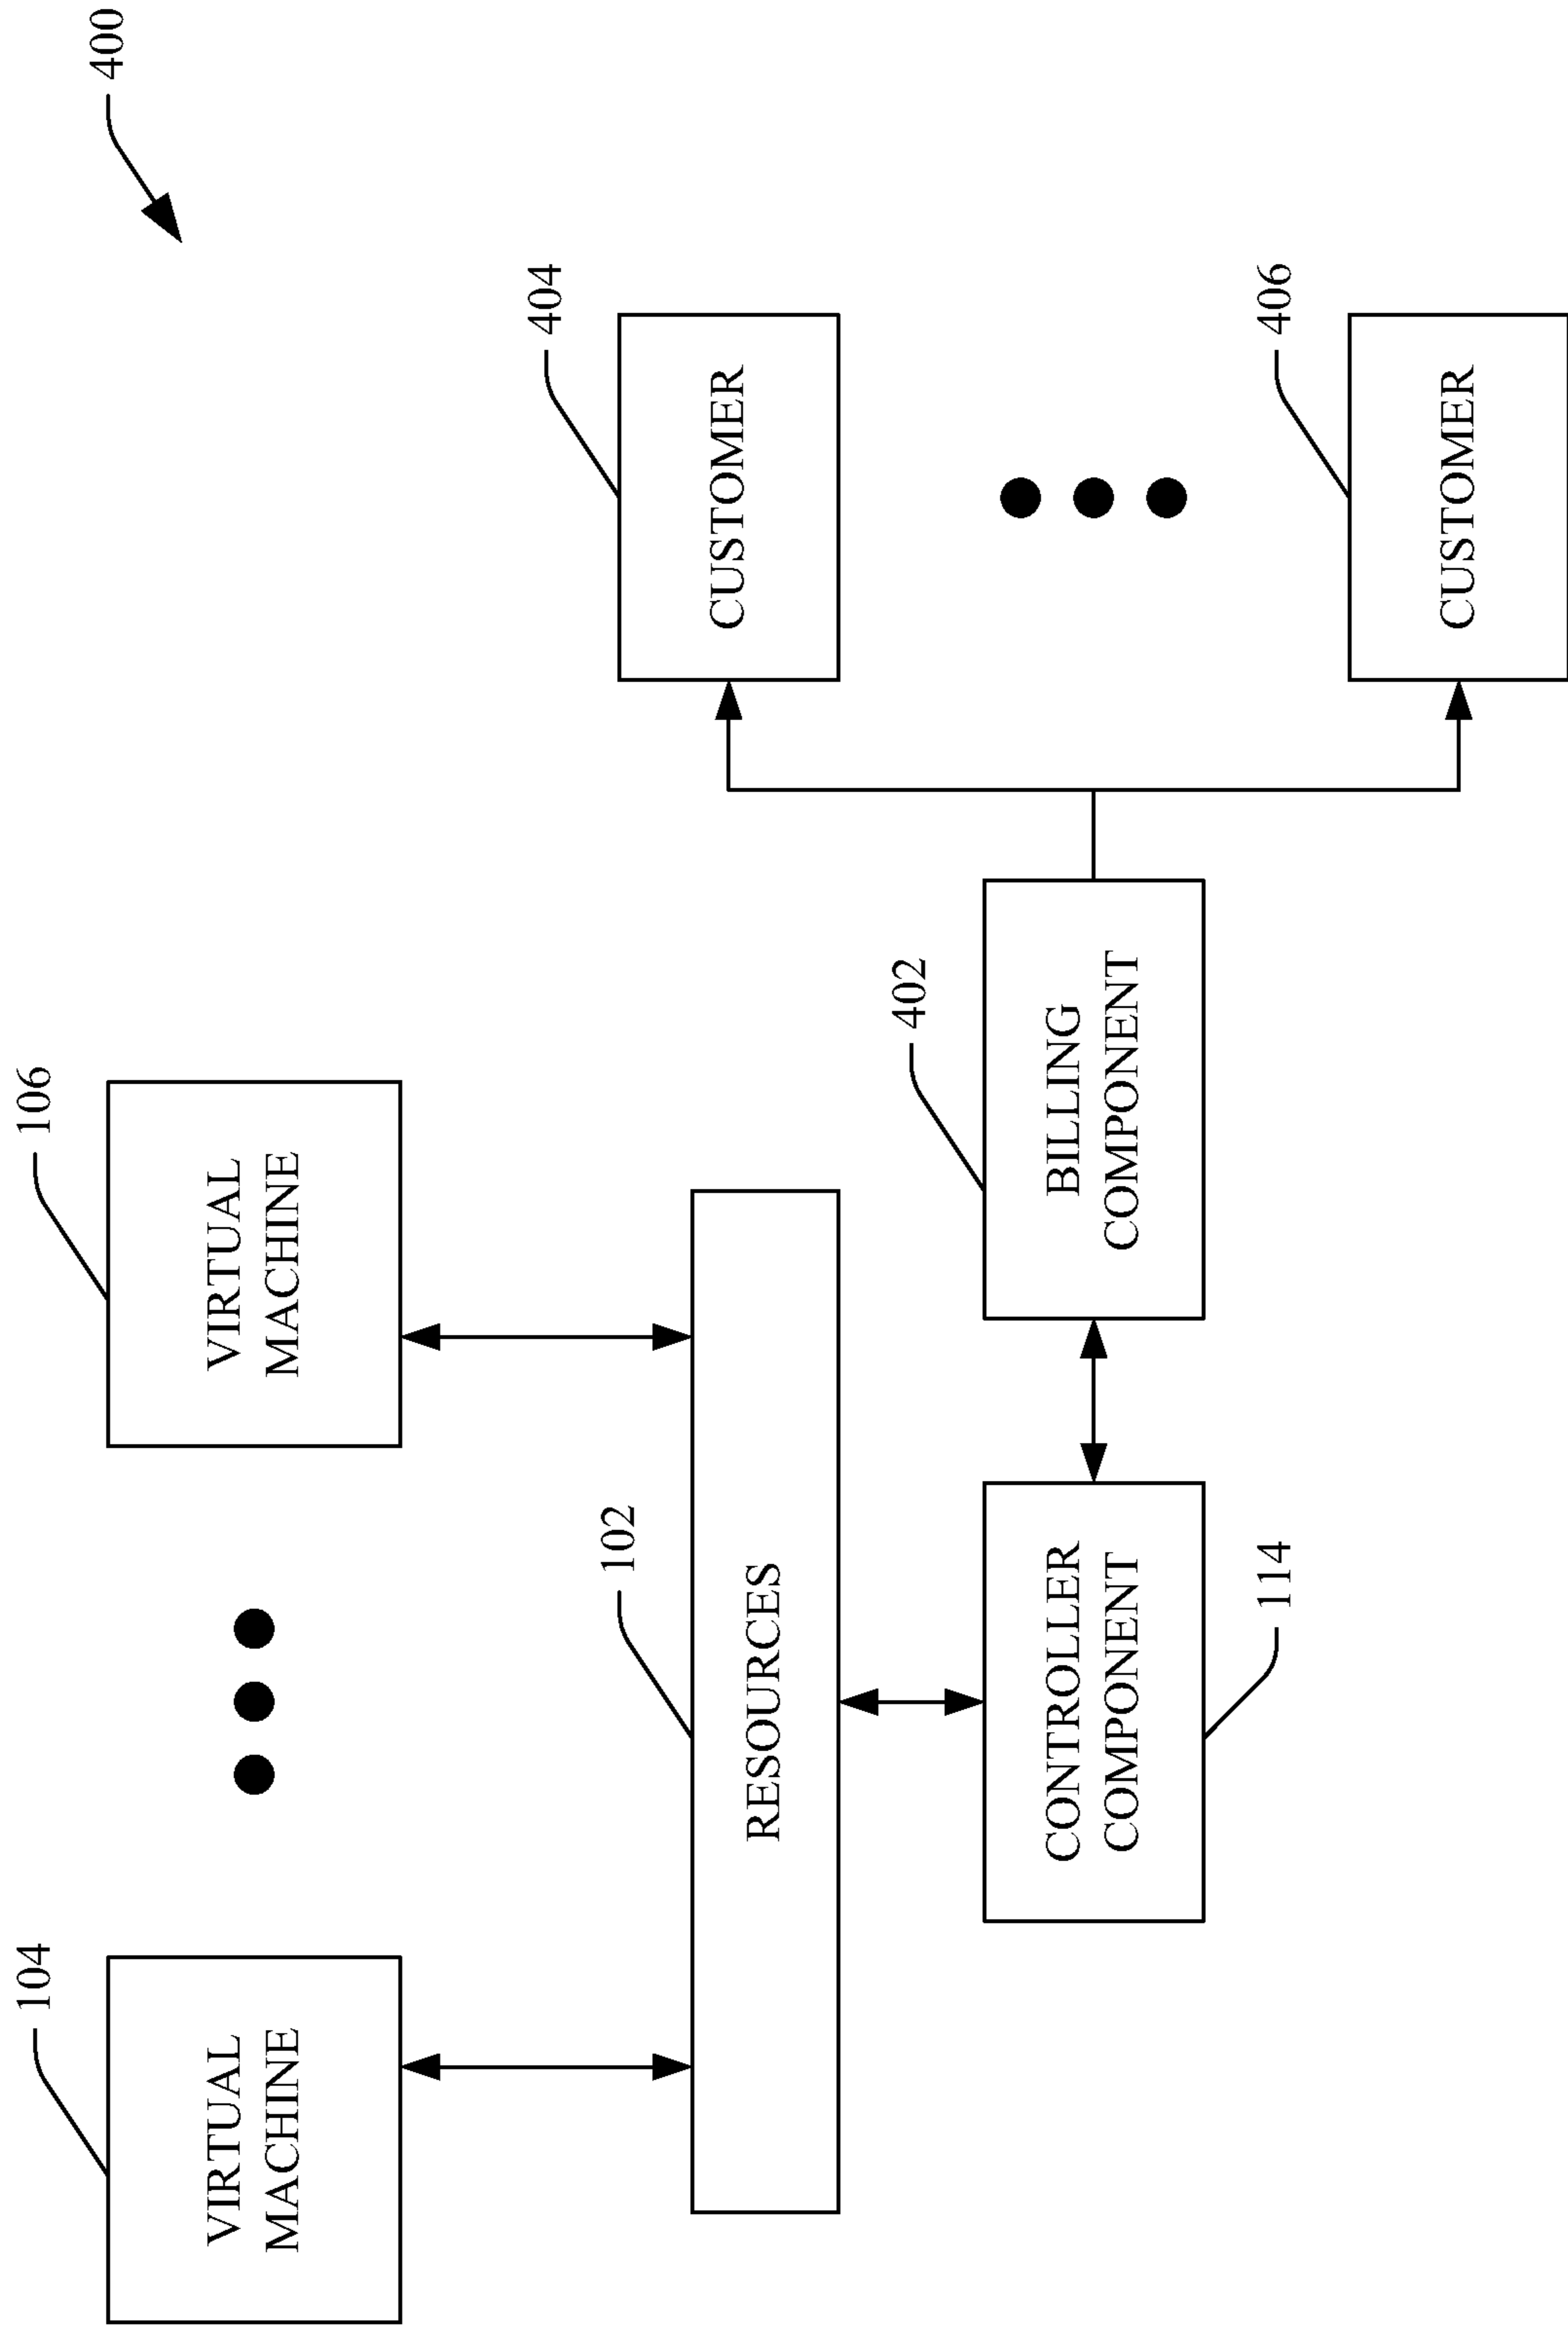 400
104
VIRTUAL
MACHINE
106
VIRTUAL
MACHINE
102
RESOURCES
404
CUSTOMER
402
CONTROLLER
COMPONENT
BILLING
COMPONENT
114
406
CUSTOMER